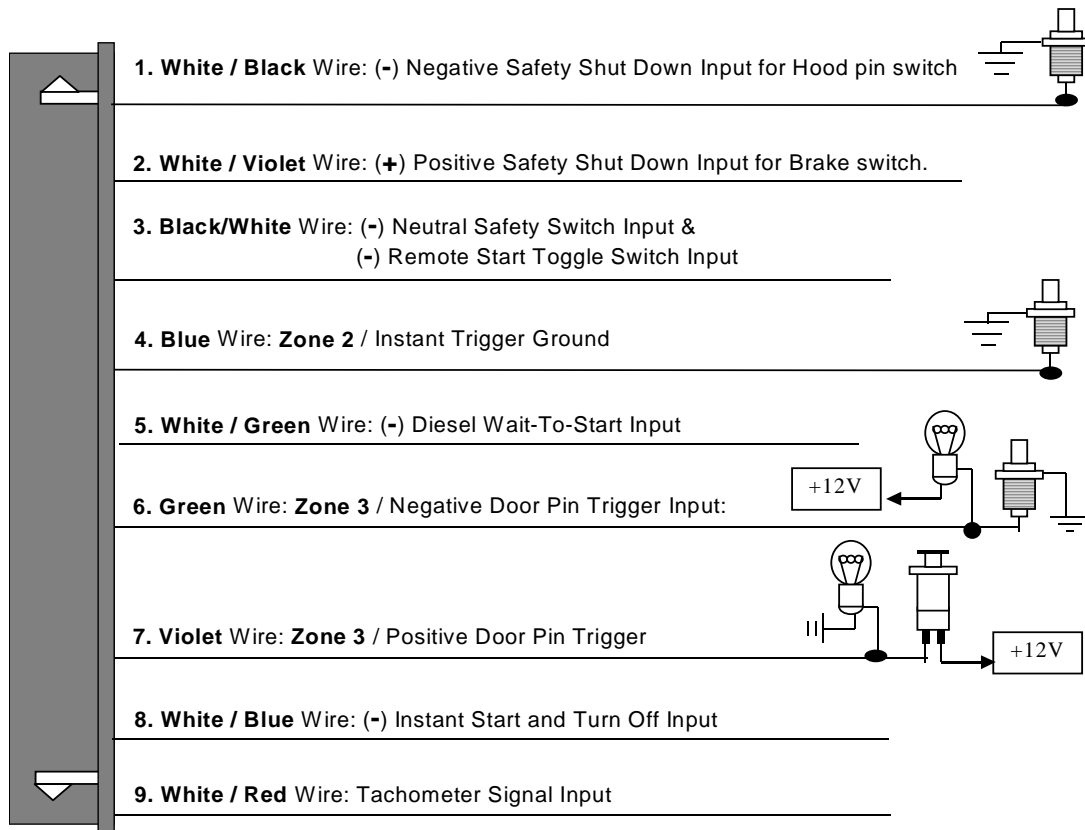 1. White / Black Wire: (-) Negative Safety Shut Down Input for Hood pin switch
2. White / Violet Wire: (+) Positive Safety Shut Down Input for Brake switch.
3. Black/White Wire: (-) Neutral Safety Switch Input &
(-) Remote Start Toggle Switch Input
4. Blue Wire: Zone 2 / Instant Trigger Ground
5. White / Green Wire: (-) Diesel Wait-To-Start Input
+12V
6. Green Wire: Zone 3 / Negative Door Pin Trigger Input:
7. Violet Wire: Zone 3 / Positive Door Pin Trigger
+12V
8. White / Blue Wire: (-) Instant Start and Turn Off Input
9. White / Red Wire: Tachometer Signal Input